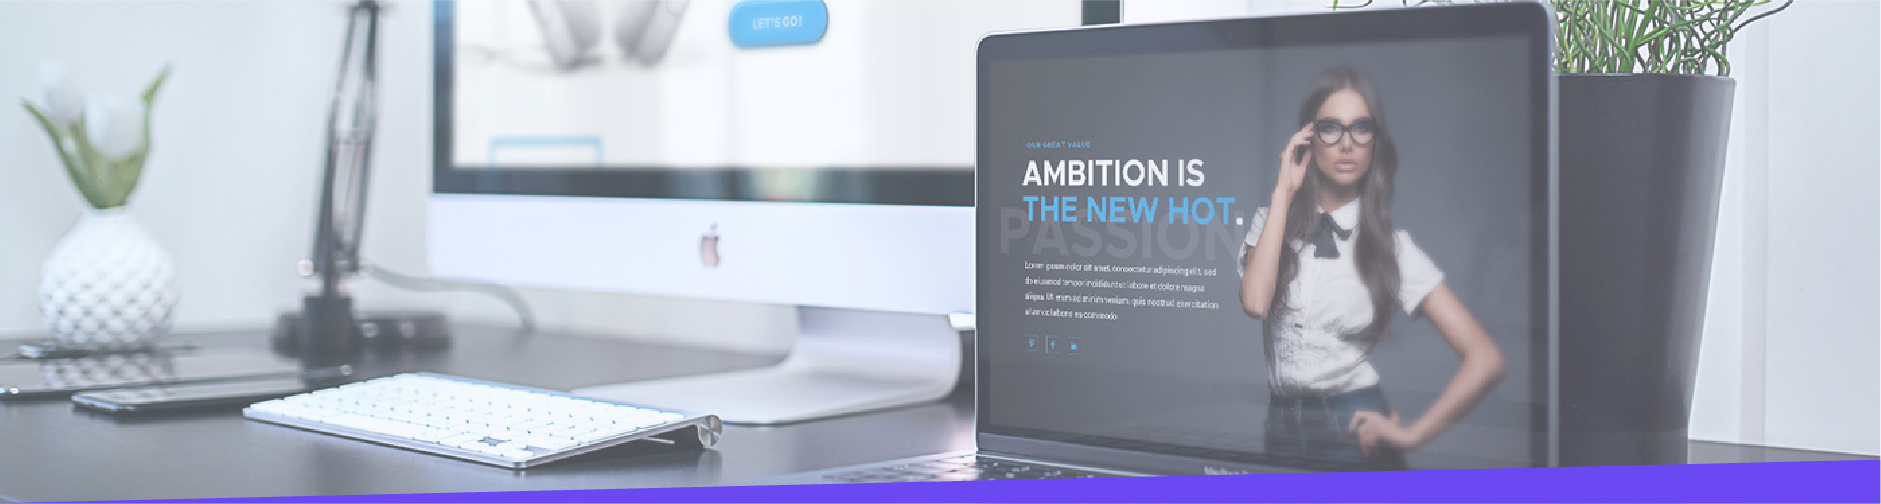 LET'S GO!
OUR GREAT VALUE
AMBITION IS
THE NEW HOT.
PASSION
Lorem ipsum dolor sit amet, consectetur adipiscing elit, sed
do eiusmod tempor incididunt ut labore et dolore magna
aliqua. Ut enim ad minim veniam, quis nostrud exercitation
ullamco laboris ea commodo
f in